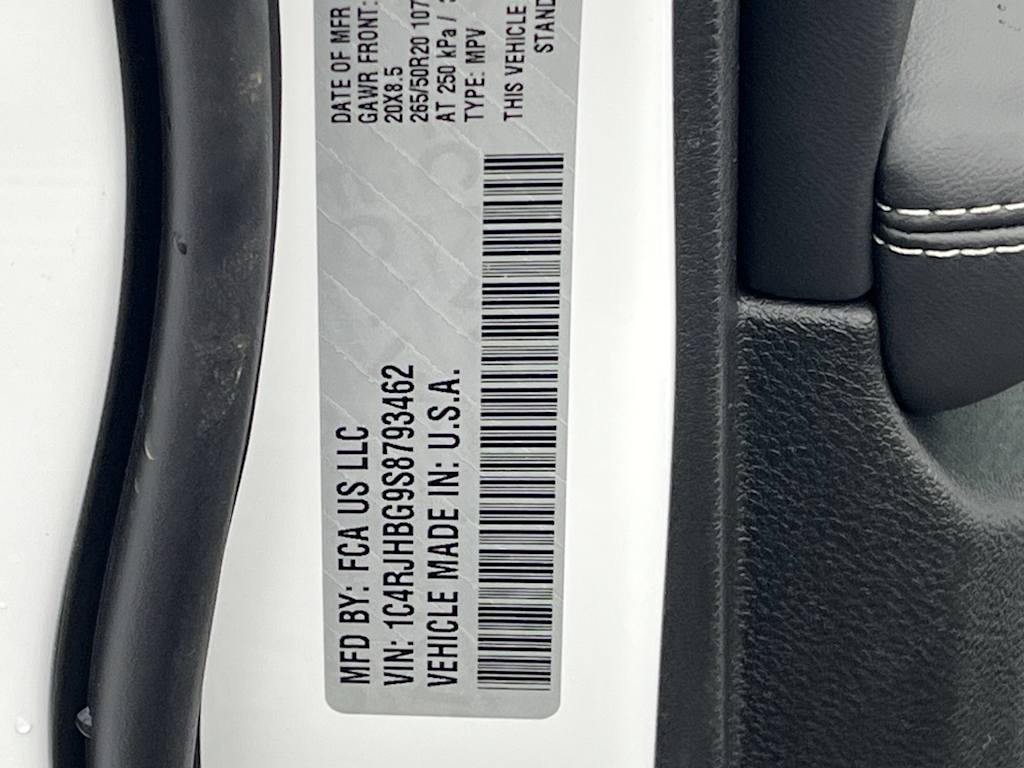 DATE OF MFR
GAWR FRONT:
20X8.5
265/50R20 107
AT 250 kPa /
TYPE: MPV
THIS VEHICLE
STAND
MFD BY: FCA US LLC
VIN: 1C4RJHBG9S8793462
VEHICLE MADE IN: U.S.A.